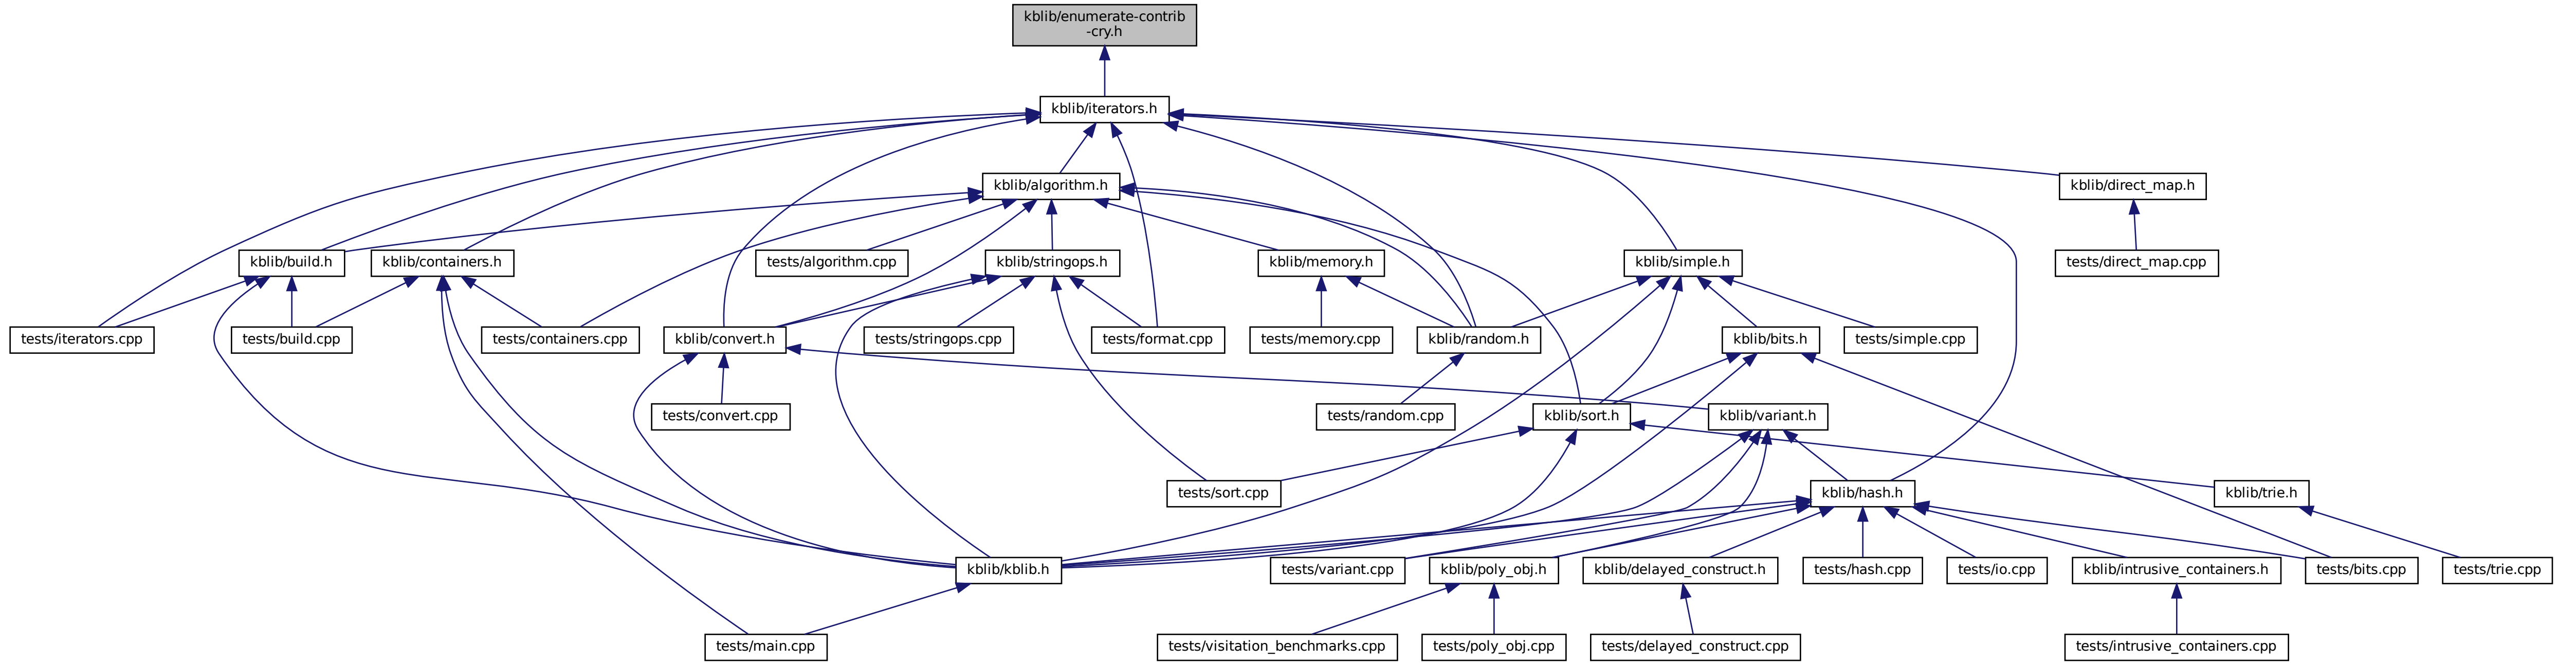 kblib/enumerate-contrib
-cry.h
kblib/iterators.h
kblib/algorithm.h
kblib/direct_map.h
kblib/build.h
kblib/containers.h
tests/algorithm.cpp
kblib/stringops.h
kblib/memory.h
kblib/simple.h
tests/direct_map.cpp
tests/iterators.cpp
tests/build.cpp
tests/containers.cpp
kblib/convert.h
tests/stringops.cpp
tests/format.cpp
tests/memory.cpp
kblib/random.h
kblib/bits.h
tests/simple.cpp
tests/convert.cpp
tests/random.cpp
kblib/sort.h
kblib/variant.h
tests/sort.cpp
kblib/hash.h
kblib/trie.h
kblib/kblib.h
tests/variant.cpp
kblib/poly_obj.h
kblib/delayed_construct.h
tests/hash.cpp
tests/io.cpp
kblib/intrusive_containers.h
tests/bits.cpp
tests/trie.cpp
tests/main.cpp
tests/visitation_benchmarks.cpp
tests/poly_obj.cpp
tests/delayed_construct.cpp
tests/intrusive_containers.cpp